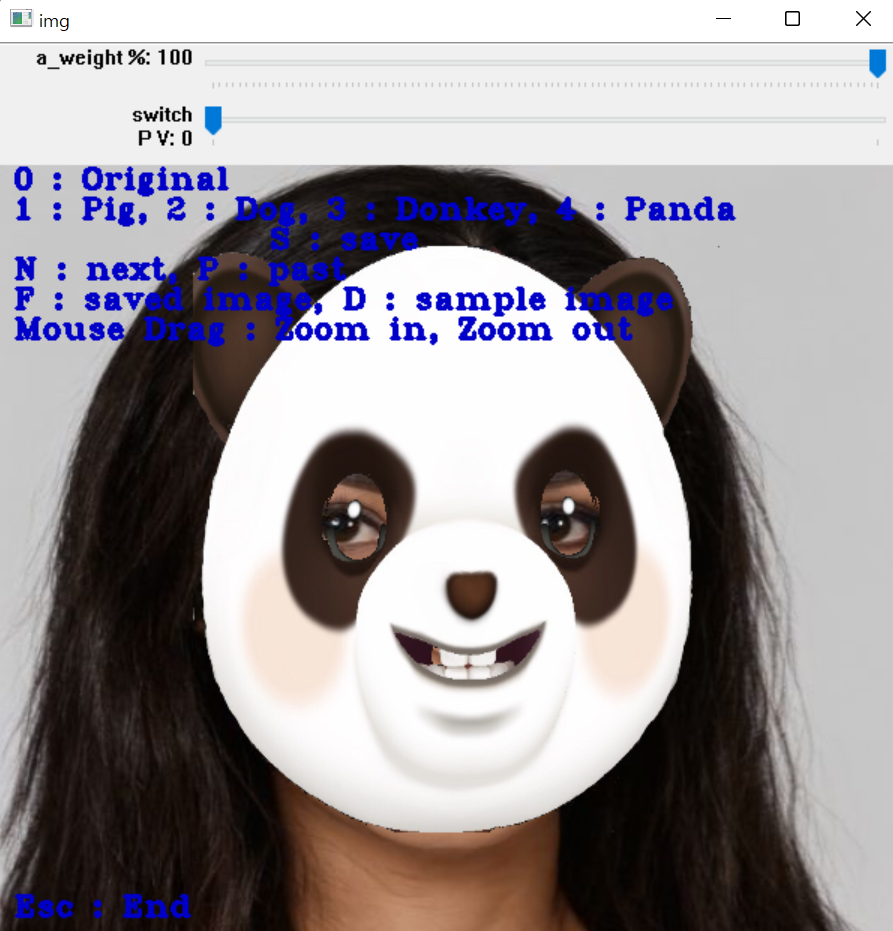 img
a_weight %: 100
switch
P V: 0
0 : Original
1 : Pig, 2 : Dog, 3 : Donkey, 4 : Panda
S : save
N : next, P : past
F : saved image, D : sample image
Mouse Drag : Zoom in, Zoom out
Esc : End